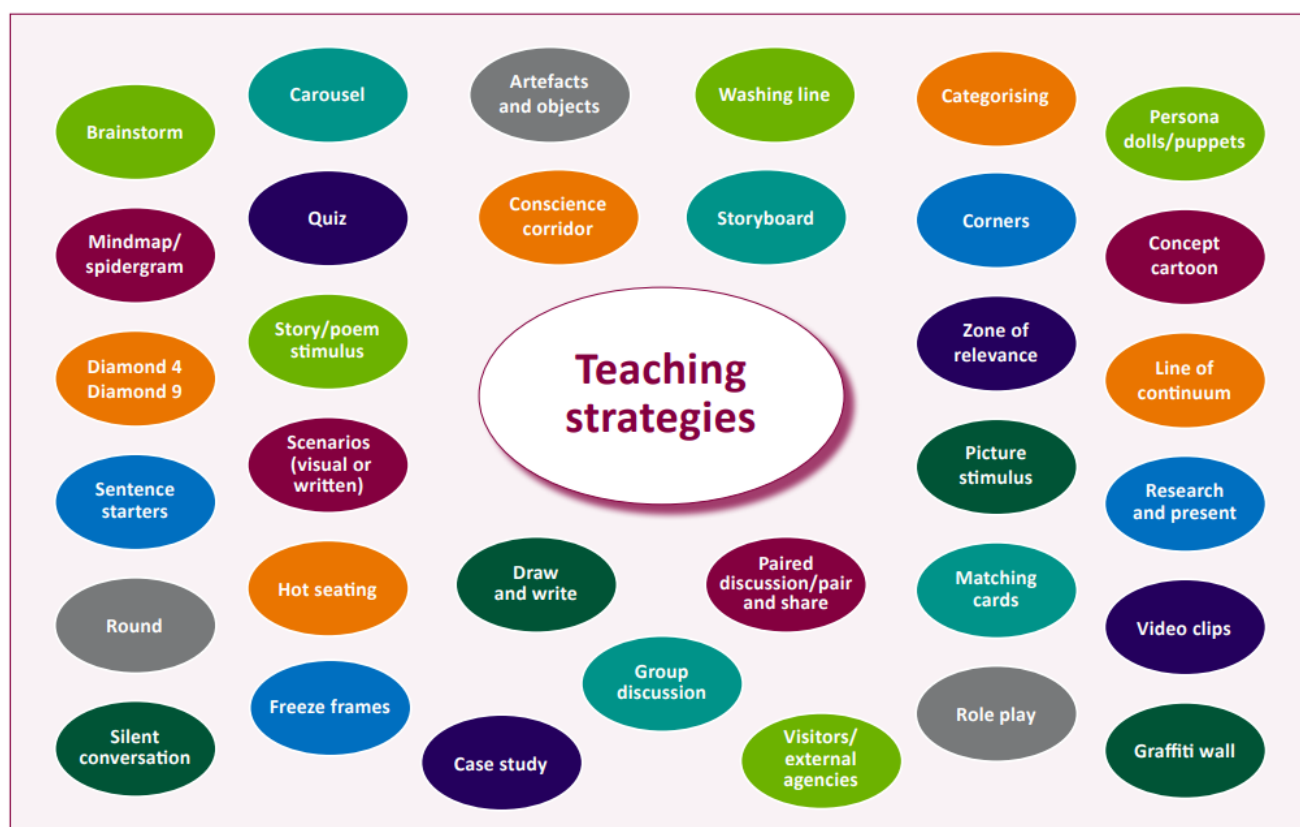 Carousel
Artefacts
and objects
Washing line
Categorising
Brainstorm
Persona
dolls/puppets
Quiz
Conscience
corridor
Storyboard
Corners
Mindmap/
spidergram
Concept
cartoon
Story/poem
stimulus
Zone of
relevance
Teaching
strategies
Diamond 4
Diamond 9
Line of
continuum
Scenarios
(visual or
written)
Picture
stimulus
Sentence
starters
Research
and present
Hot seating
Draw
and write
Paired
discussion/pair
and share
Matching
cards
Round
Video clips
Group
discussion
Freeze frames
Role play
Silent
conversation
Case study
Visitors/
external
agencies
Graffiti wall